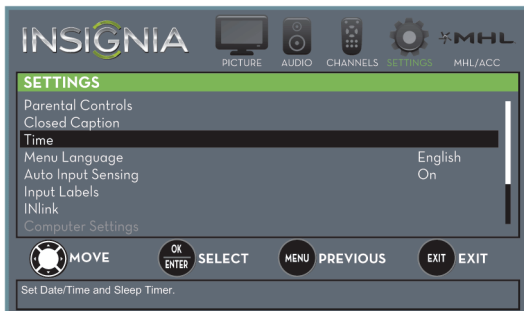 INSIGNIA
PICTURE AUDIO CHANNELS SETTINGS MHL MHL/ACC
SETTINGS
Parental Controls
Closed Caption
Time
Menu Language English
Auto Input Sensing On
Input Labels
INlink
Computer Settings
MOVE OK ENTER SELECT MENU PREVIOUS EXIT EXIT
Set Date/Time and Sleep Timer.